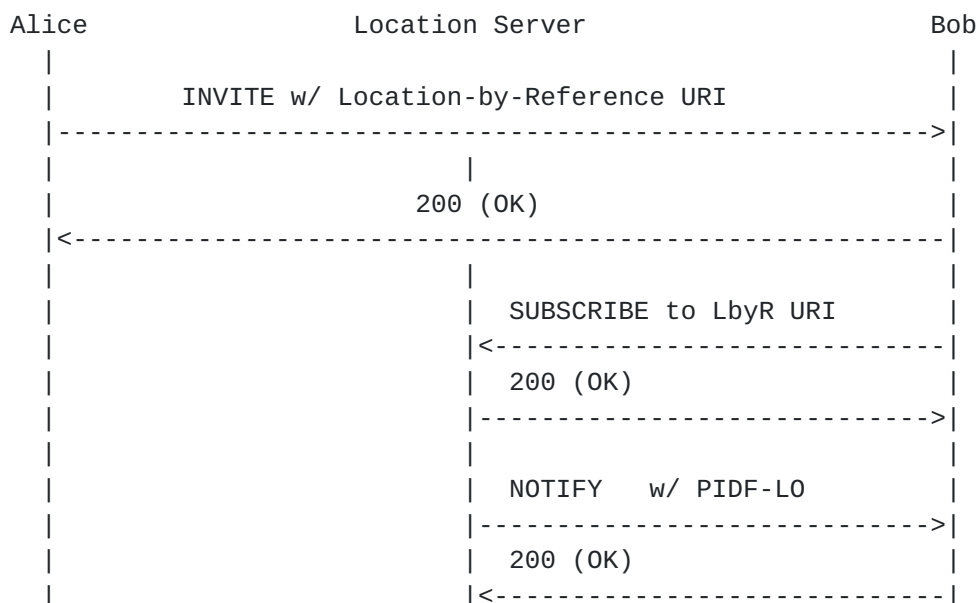 Alice Location Server Bob
INVITE w/ Location-by-Reference URI
200 (OK)
SUBSCRIBE to LbyR URI
200 (OK)
NOTIFY w/ PIDF-LO
200 (OK)